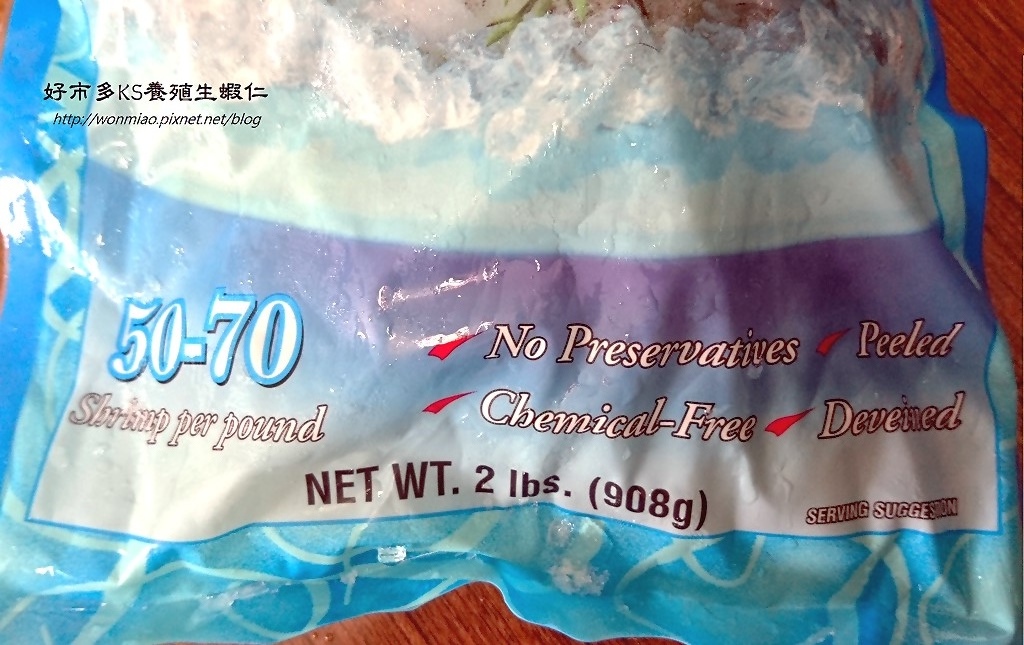 好市多KS養殖生蝦仁
http://wonmiao.pixnet.net/blog
50-70
Shrimp per pound
No Preservatives Peeled
Chemical-Free Deveined
NET WT. 2 lbs. (908g)
SERVING SUGGESTION